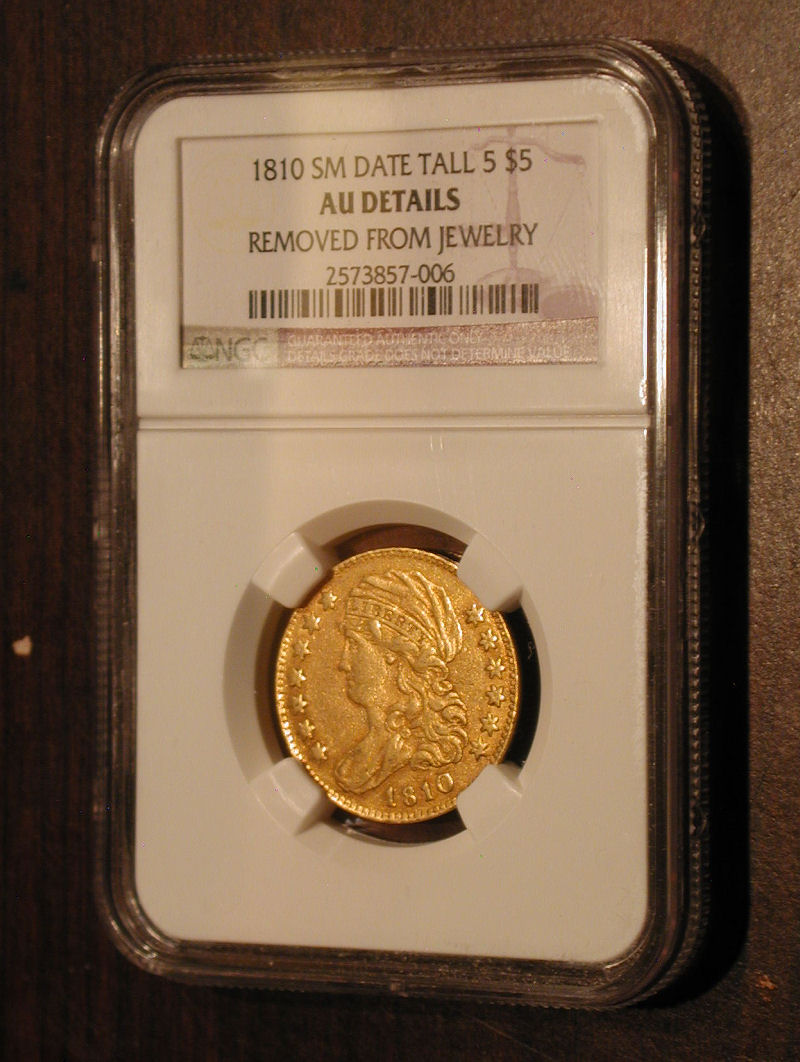 1810 SM DATE TALL 5 $5
AU DETAILS
REMOVED FROM JEWELRY
2573857-006
NGC
GUARANTEED AUTHENTIC ONLY
DETAILS GRADE DOES NOT DETERMINE VALUE
LIBERTY
1810